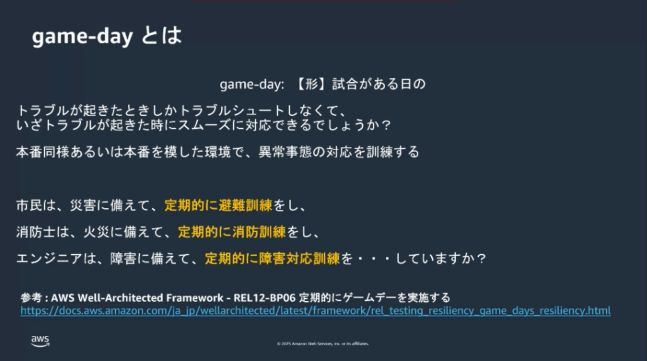 game-day とは
game-day: 【形】試合がある日の
トラブルが起きたときしかトラブルシュートしなくて、
いざトラブルが起きた時にスムーズに対応できるでしょうか？
本番同様あるいは本番を模した環境で、異常事態の対応を訓練する
市民は、災害に備えて、定期的に避難訓練をし、
消防士は、火災に備えて、定期的に消防訓練をし、
エンジニアは、障害に備えて、定期的に障害対応訓練を・・・していますか？
参考 : AWS Well-Architected Framework - REL12-BP06 定期的にゲームデーを実施する
https://docs.aws.amazon.com/ja_jp/wellarchitected/latest/framework/rel_testing_resiliency_game_days_resiliency.html
aws
© 2025 Amazon Web Services, Inc. or its affiliates.